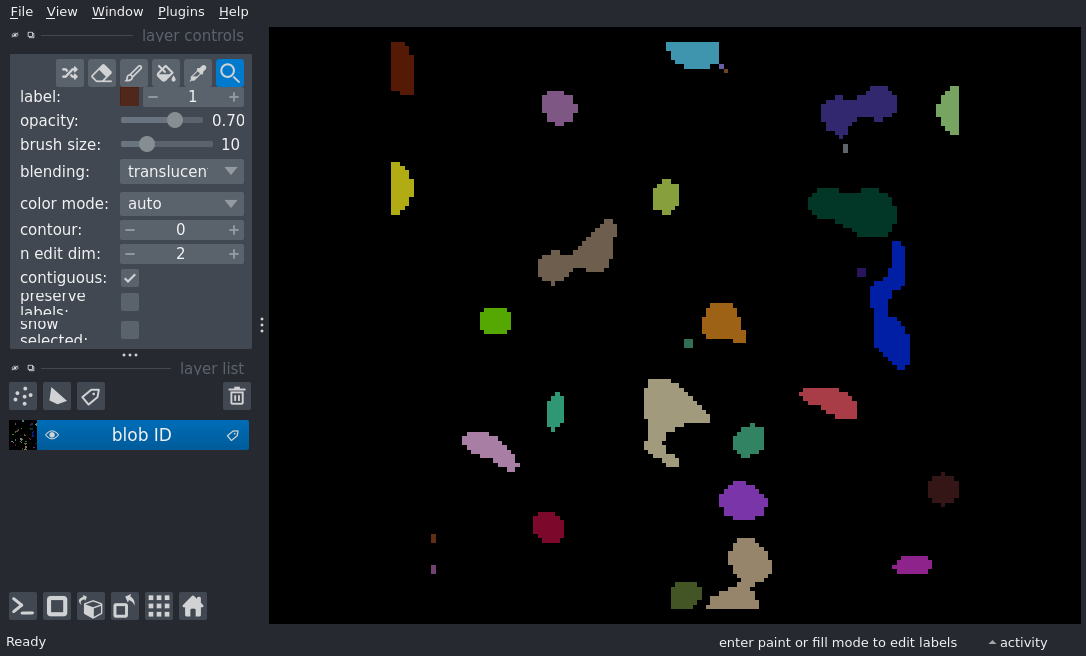 File View Window Plugins Help
layer controls
label: 1
opacity: 0.70
brush size: 10
blending: translucen
color mode: auto
contour: 0
n edit dim: 2
contiguous:
preserve
labels:
show
selected:
layer list
blob ID
Ready enter paint or fill mode to edit labels activity